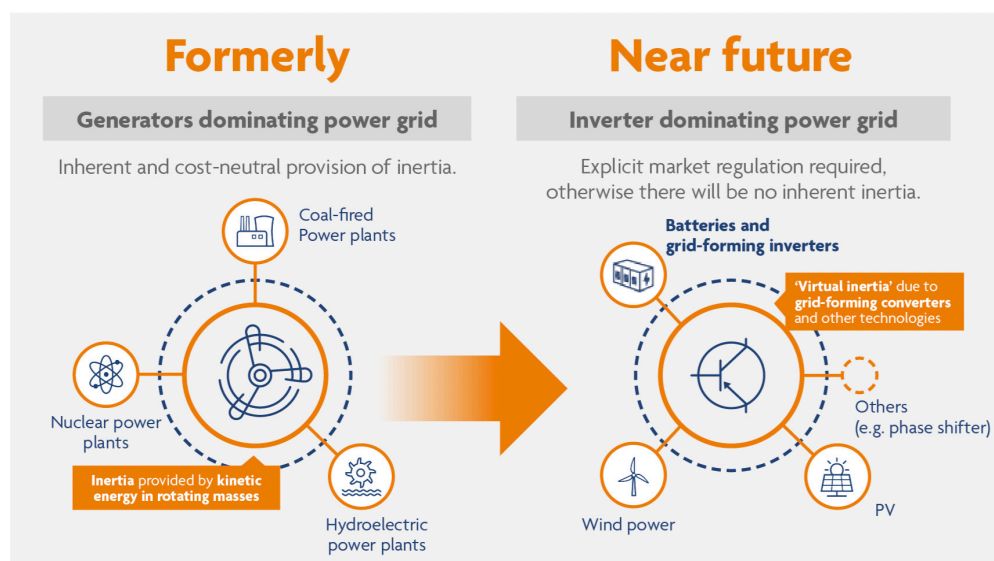 Formerly
Generators dominating power grid
Inherent and cost-neutral provision of inertia.
Coal-fired
Power plants
Nuclear power
plants
Inertia provided by kinetic
energy in rotating masses
Hydroelectric
power plants
Near future
Inverter dominating power grid
Explicit market regulation required,
otherwise there will be no inherent inertia.
Batteries and
grid-forming inverters
‘Virtual inertia’ due to
grid-forming converters
and other technologies
Others
(e.g. phase shifter)
Wind power
PV